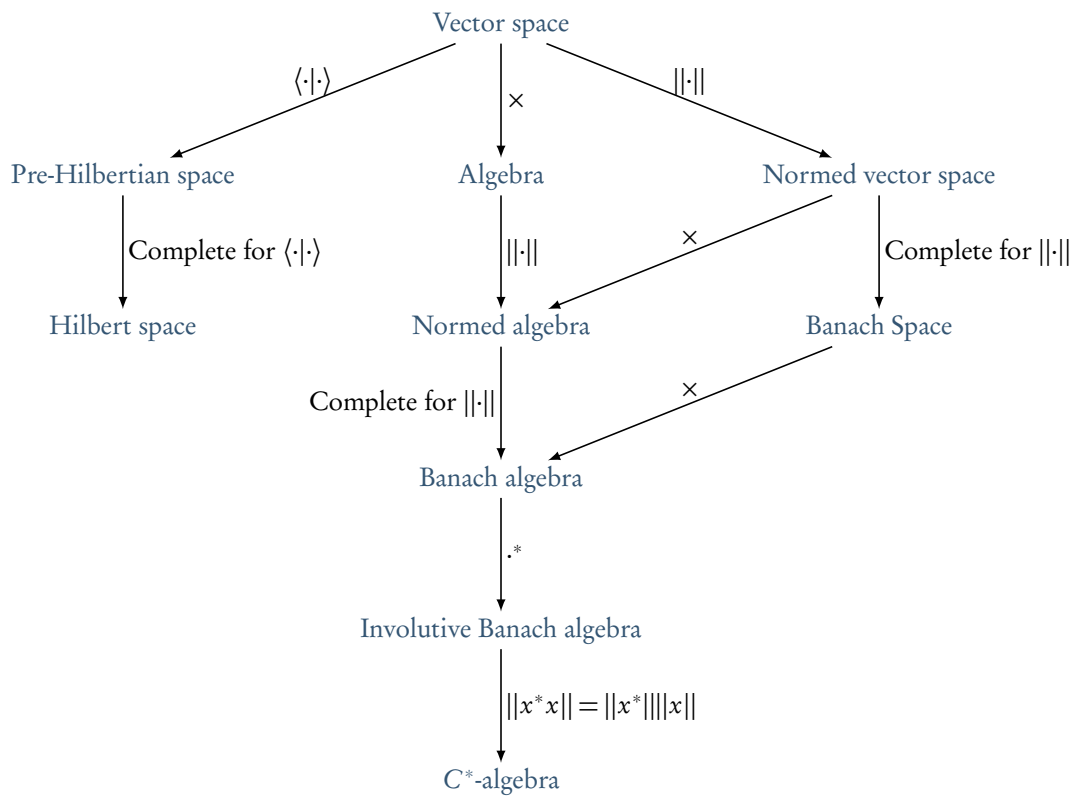 Vector space
⟨·|·⟩
×
||·||
Pre-Hilbertian space
Algebra
Normed vector space
Complete for ⟨·|·⟩
||·||
×
Complete for ||·||
Hilbert space
Normed algebra
Banach Space
Complete for ||·||
×
Banach algebra
·*
Involutive Banach algebra
||x*x|| = ||x*||||x||
C*-algebra